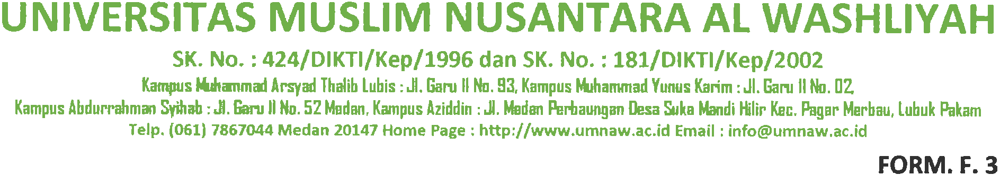 UNIVERSITAS MUSLIM NUSANTARA AL WASHLIYAH
SK. No. : 424/DIKTI/Kep/1996 dan SK. No. : 181/DIKTI/Kep/2002
Kampus Muhammad Arsyad Thalib Lubis : Jl. Garu II No. 93, Kampus Muhammad Yunus Karim : Jl. Garu II No. 02,
Kampus Abdurrahman Syihab : Jl. Garu II No. 52 Medan, Kampus Aziddin : Jl. Medan Perbaungan Desa Suka Mandi Hilir Kec. Pagar Merbau, Lubuk Pakam
Telp. (061) 7867044 Medan 20147 Home Page : http://www.umnaw.ac.id Email : info@umnaw.ac.id
FORM. F. 3